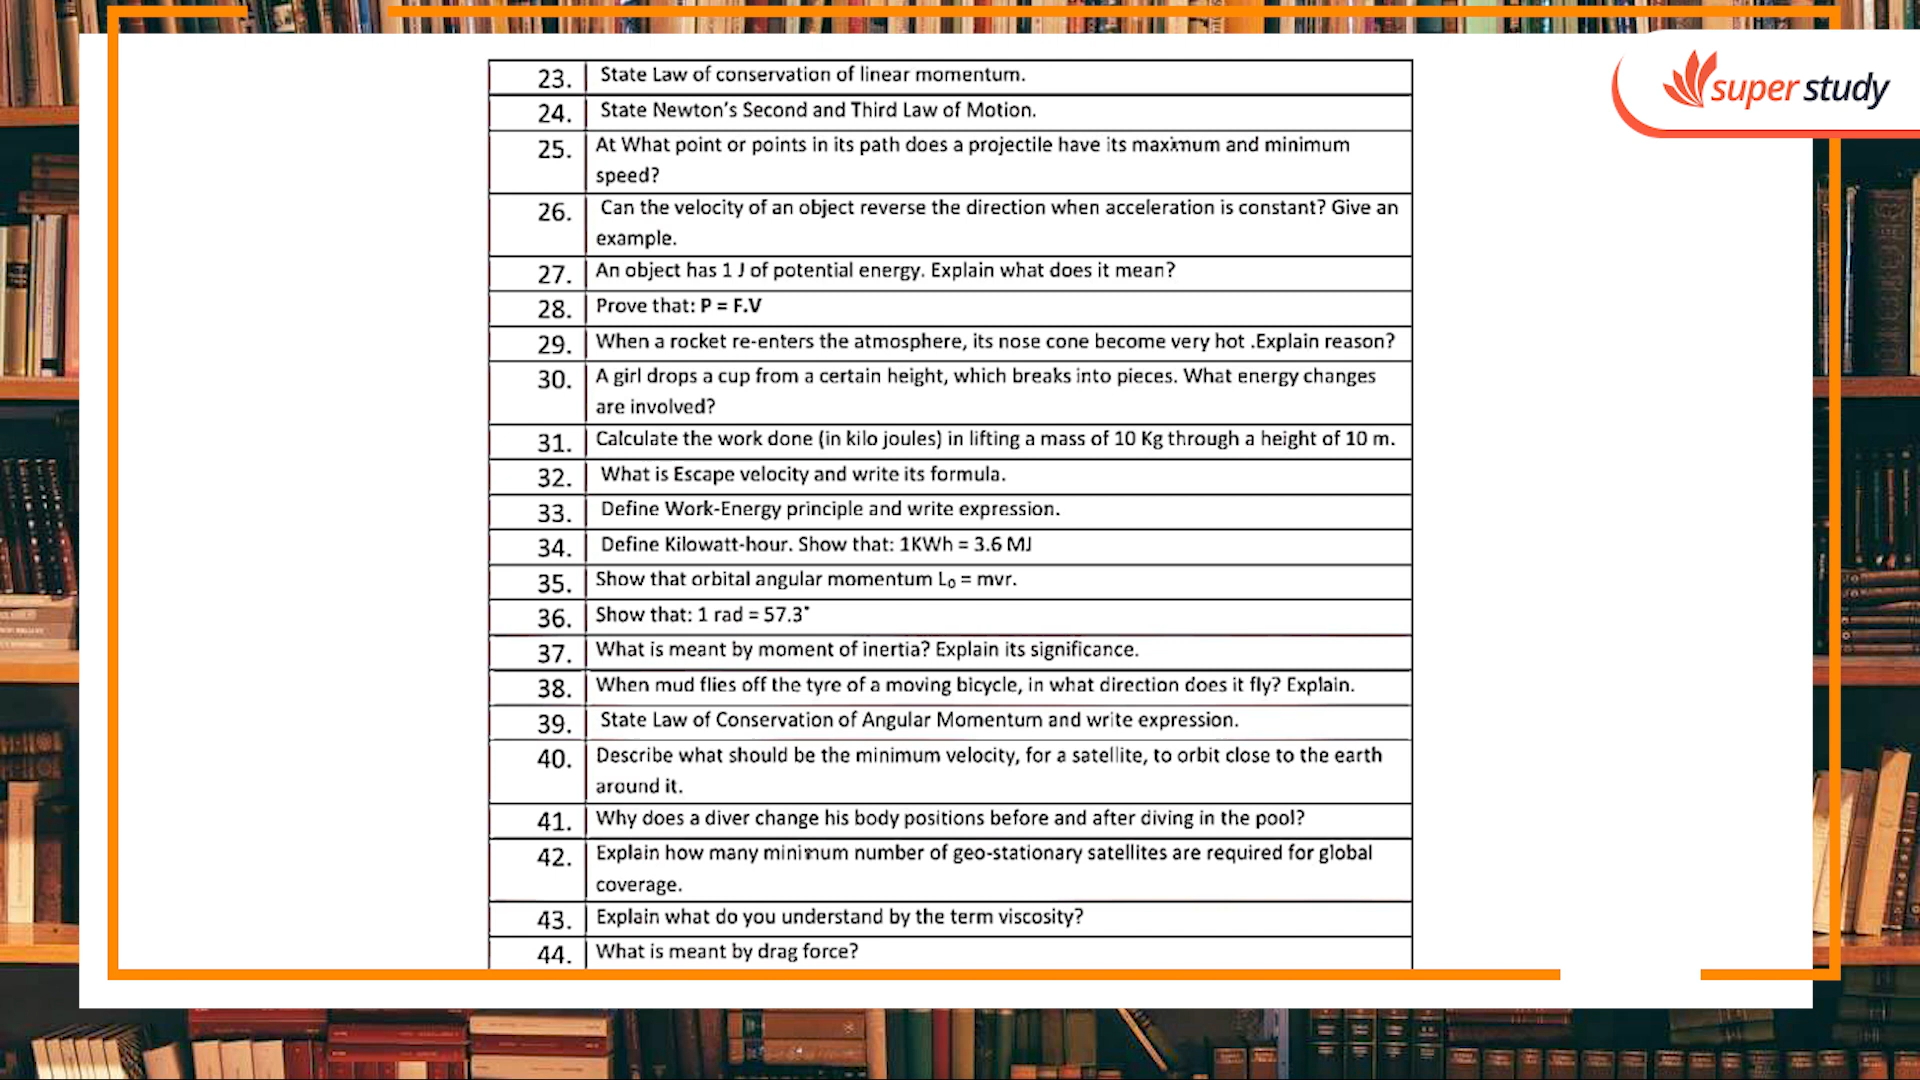 super study
23. State Law of conservation of linear momentum.
24. State Newton's Second and Third Law of Motion.
25. At What point or points in its path does a projectile have its maximum and minimum
speed?
26. Can the velocity of an object reverse the direction when acceleration is constant? Give an
example.
27. An object has 1 J of potential energy. Explain what does it mean?
28. Prove that: P = F.V
29. When a rocket re-enters the atmosphere, its nose cone become very hot .Explain reason?
30. A girl drops a cup from a certain height, which breaks into pieces. What energy changes
are involved?
31. Calculate the work done (in kilo joules) in lifting a mass of 10 Kg through a height of 10 m.
32. What is Escape velocity and write its formula.
33. Define Work-Energy principle and write expression.
34. Define Kilowatt-hour. Show that: 1KWh = 3.6 MJ
35. Show that orbital angular momentum L₀ = mvr.
36. Show that: 1 rad = 57.3°
37. What is meant by moment of inertia? Explain its significance.
38. When mud flies off the tyre of a moving bicycle, in what direction does it fly? Explain.
39. State Law of Conservation of Angular Momentum and write expression.
40. Describe what should be the minimum velocity, for a satellite, to orbit close to the earth
around it.
41. Why does a diver change his body positions before and after diving in the pool?
42. Explain how many minimum number of geo-stationary satellites are required for global
coverage.
43. Explain what do you understand by the term viscosity?
44. What is meant by drag force?